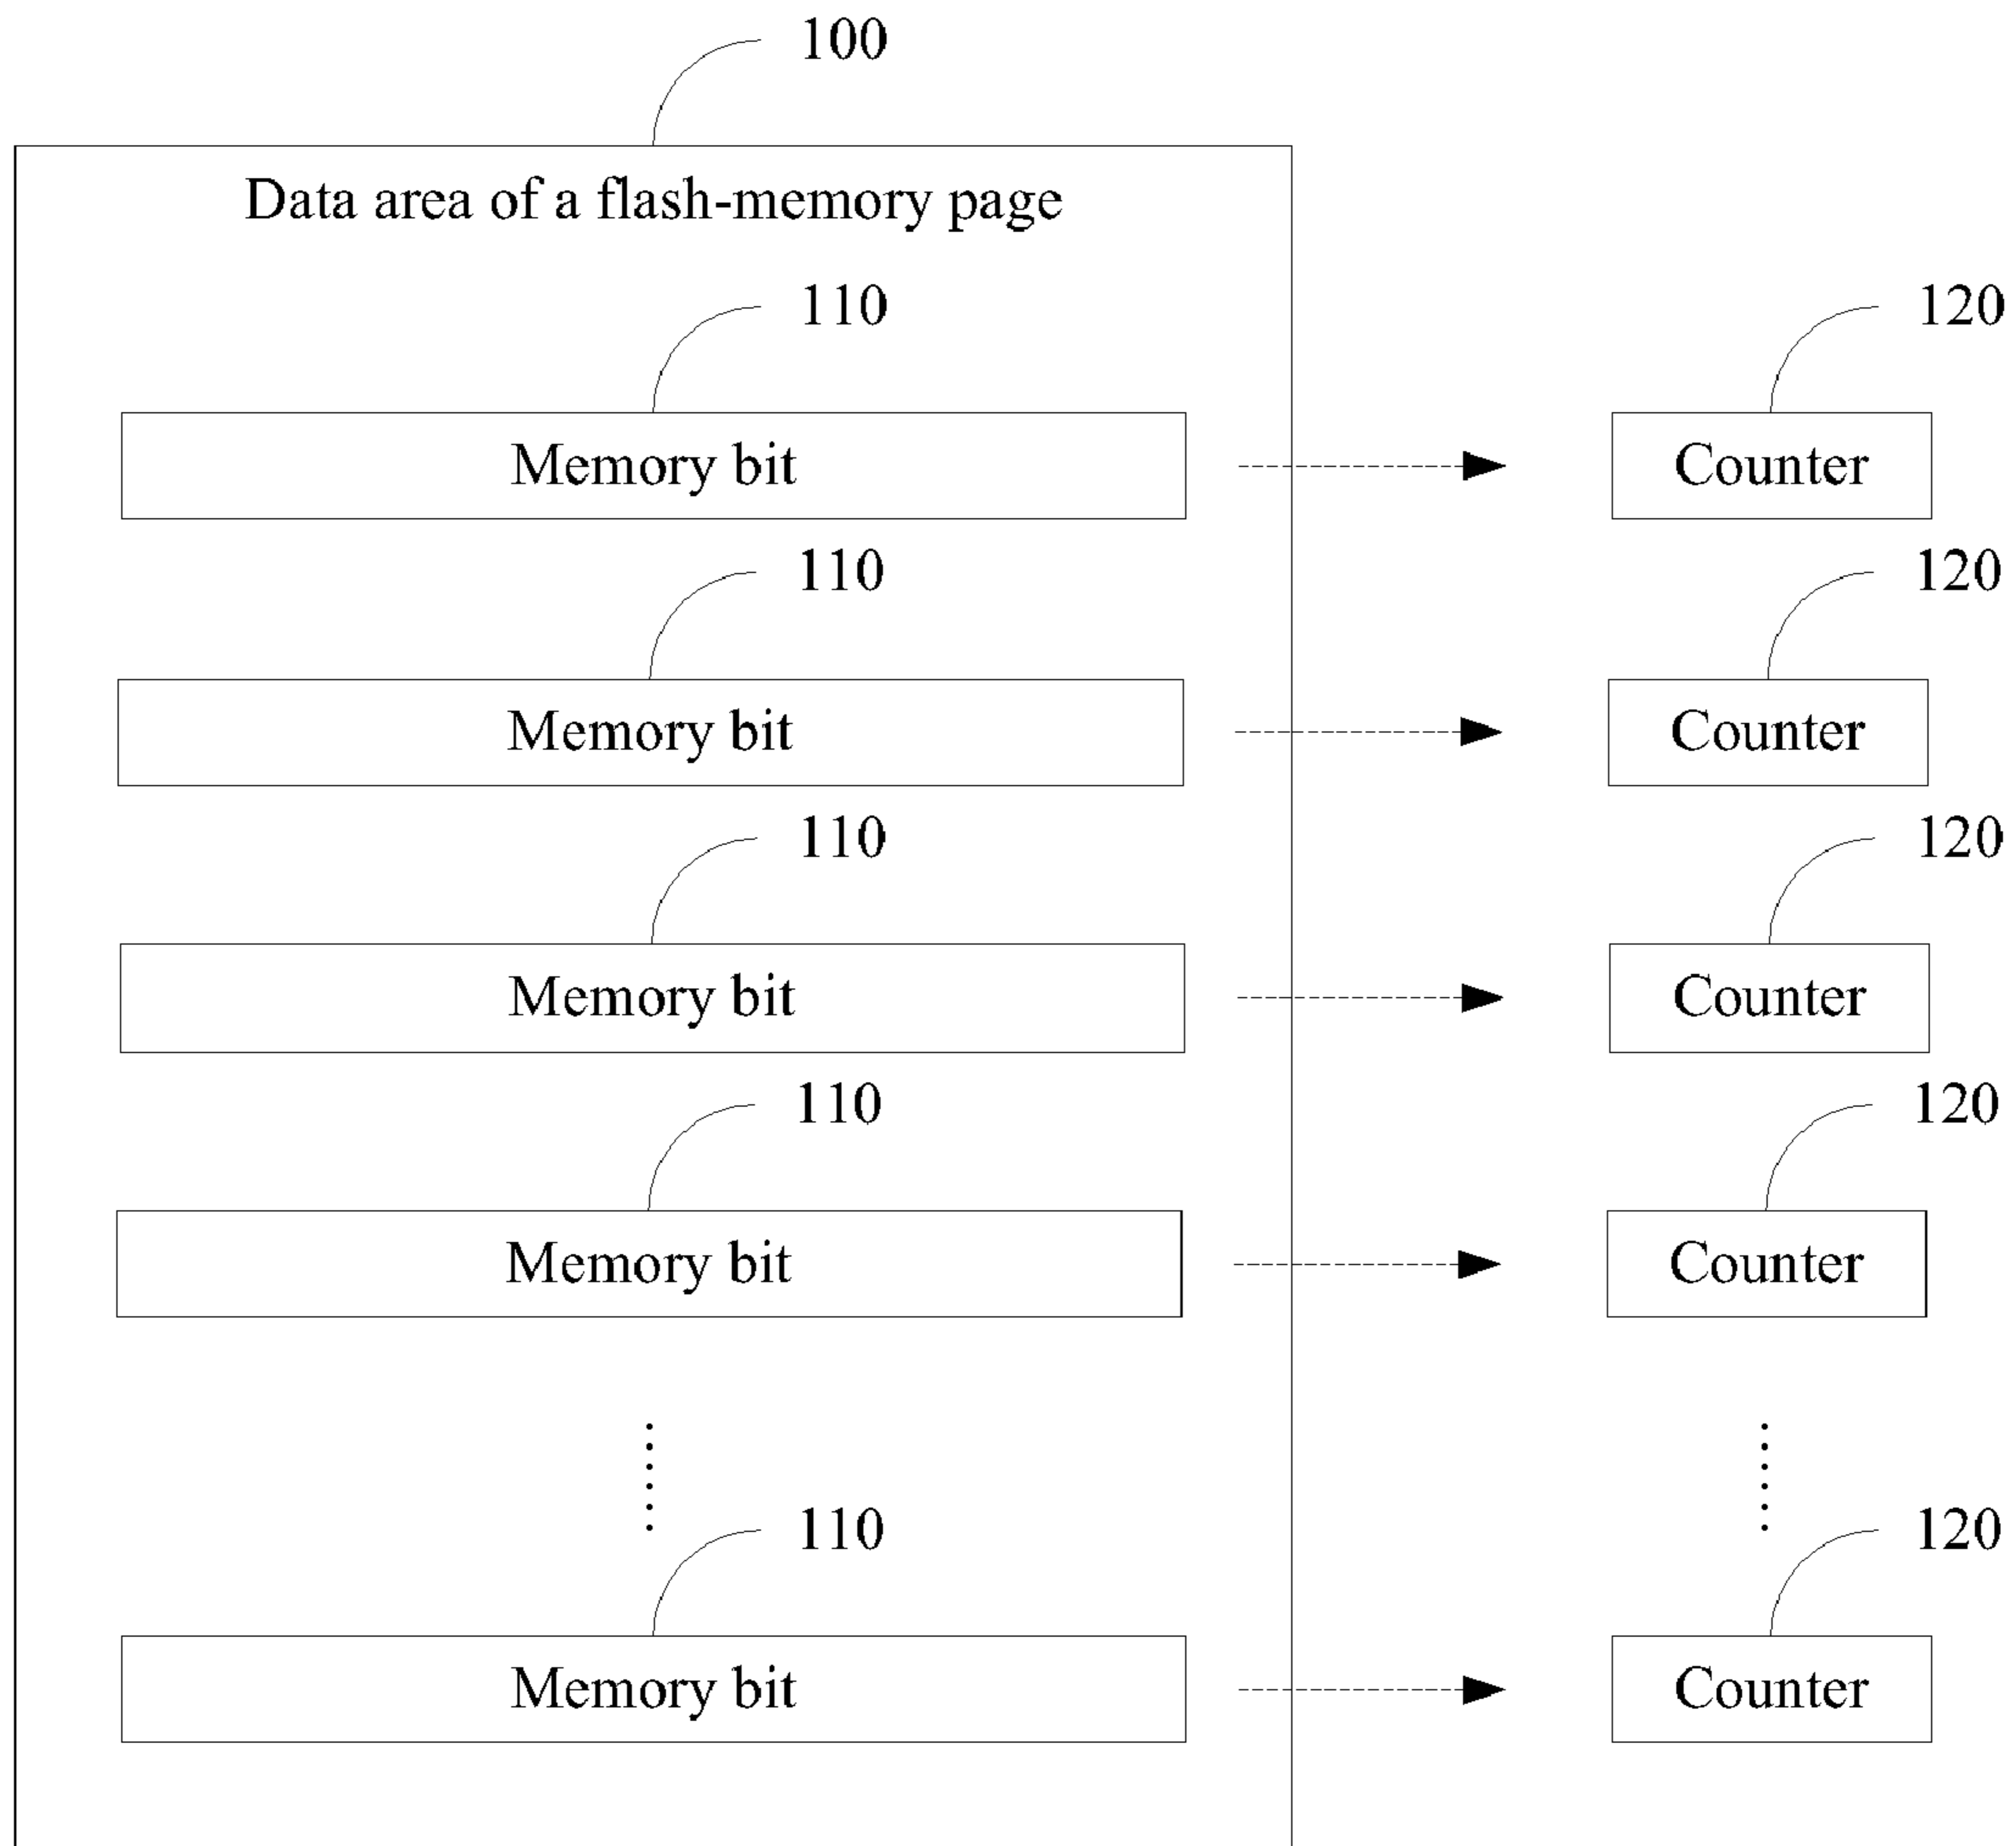 100
Data area of a flash-memory page
110
120
Memory bit
Counter
110
120
Memory bit
Counter
110
120
Memory bit
Counter
110
120
Memory bit
Counter
110
120
Memory bit
Counter